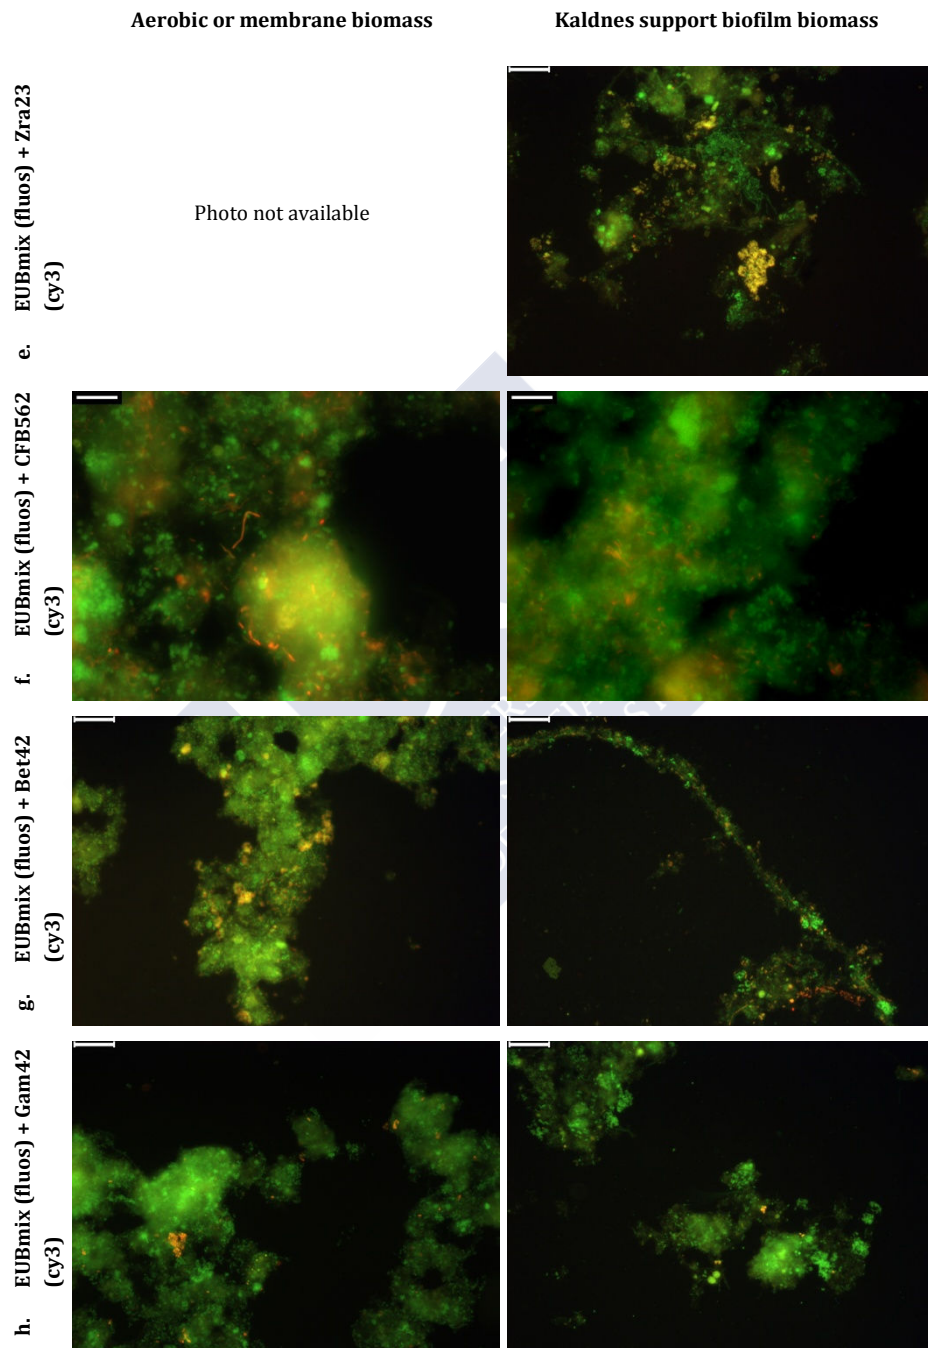 Aerobic or membrane biomass
Kaldnes support biofilm biomass
e. EUBmix (fluos) + Zra23
(cy3)
Photo not available
f. EUBmix (fluos) + CFB562
(cy3)
g. EUBmix (fluos) + Bet42
(cy3)
h. EUBmix (fluos) + Gam42
(cy3)